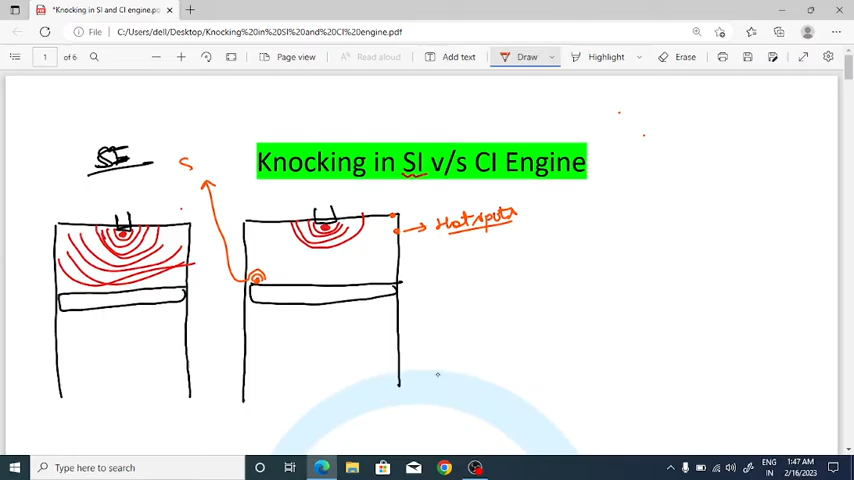 *Knocking in SI and CI engine.pd
File C:/Users/dell/Desktop/Knocking%20in%20SI%20and%20CI%20engine.pdf
1 of 6 Page view Read aloud Add text Draw Highlight Erase
SI
Knocking in SI v/s CI Engine
S
Hotspots
Type here to search
ENG
IN
1:47 AM
2/16/2023